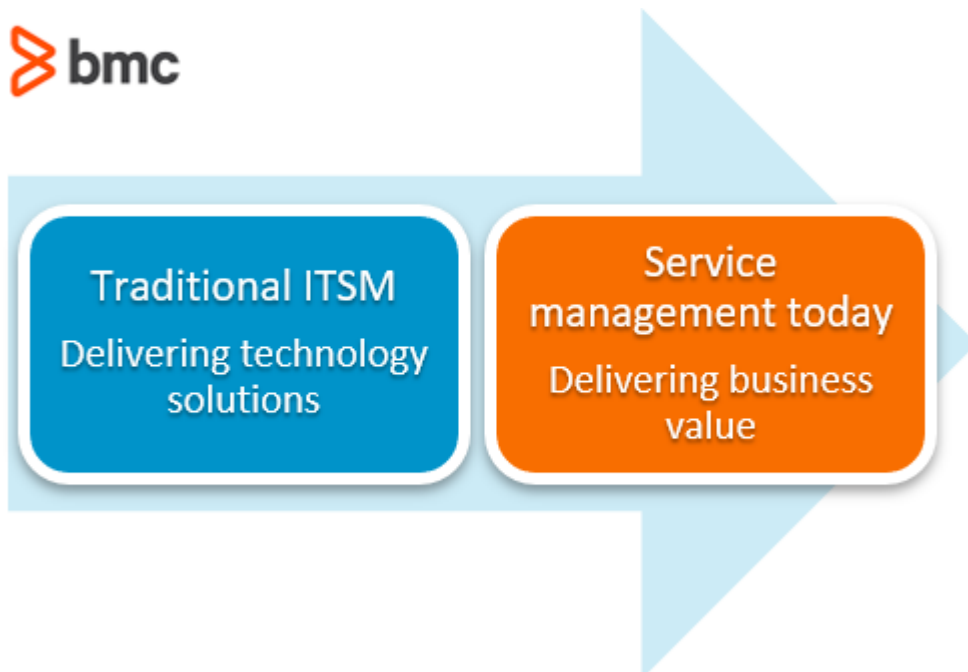 bmc
Traditional ITSM
Delivering technology
solutions
Service
management today
Delivering business
value